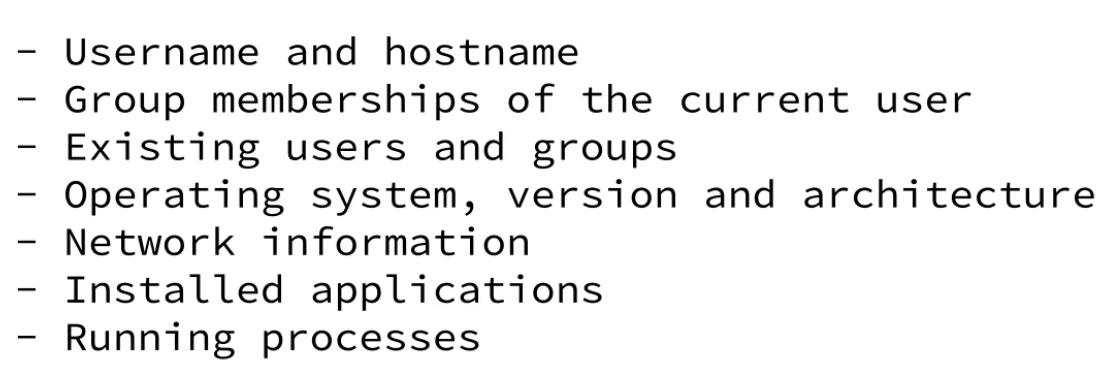 - Username and hostname
- Group memberships of the current user
- Existing users and groups
- Operating system, version and architecture
- Network information
- Installed applications
- Running processes